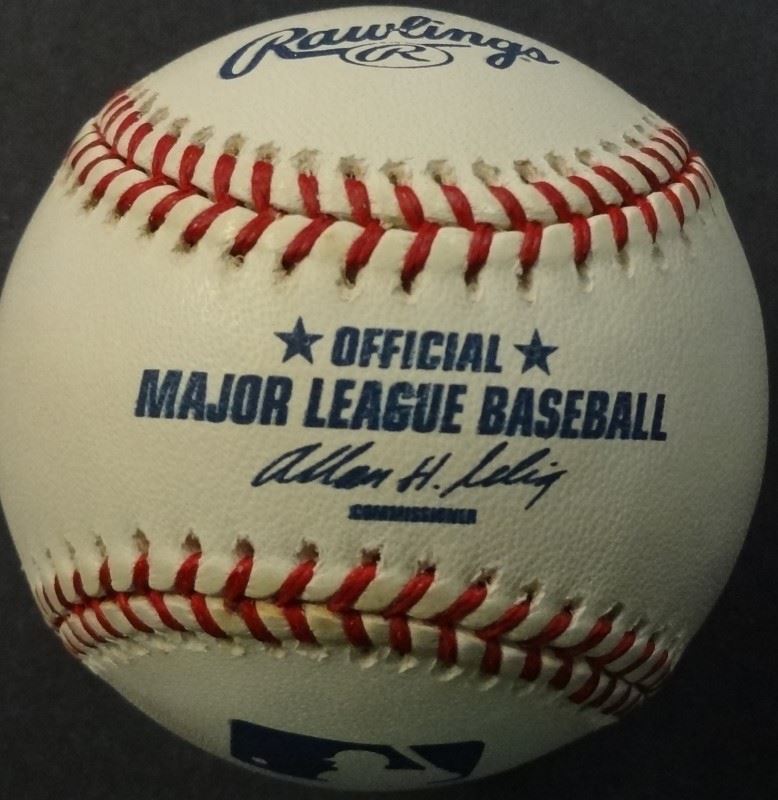 Rawlings
R
★ OFFICIAL ★
MAJOR LEAGUE BASEBALL
Allan H. Selig
COMMISSIONER